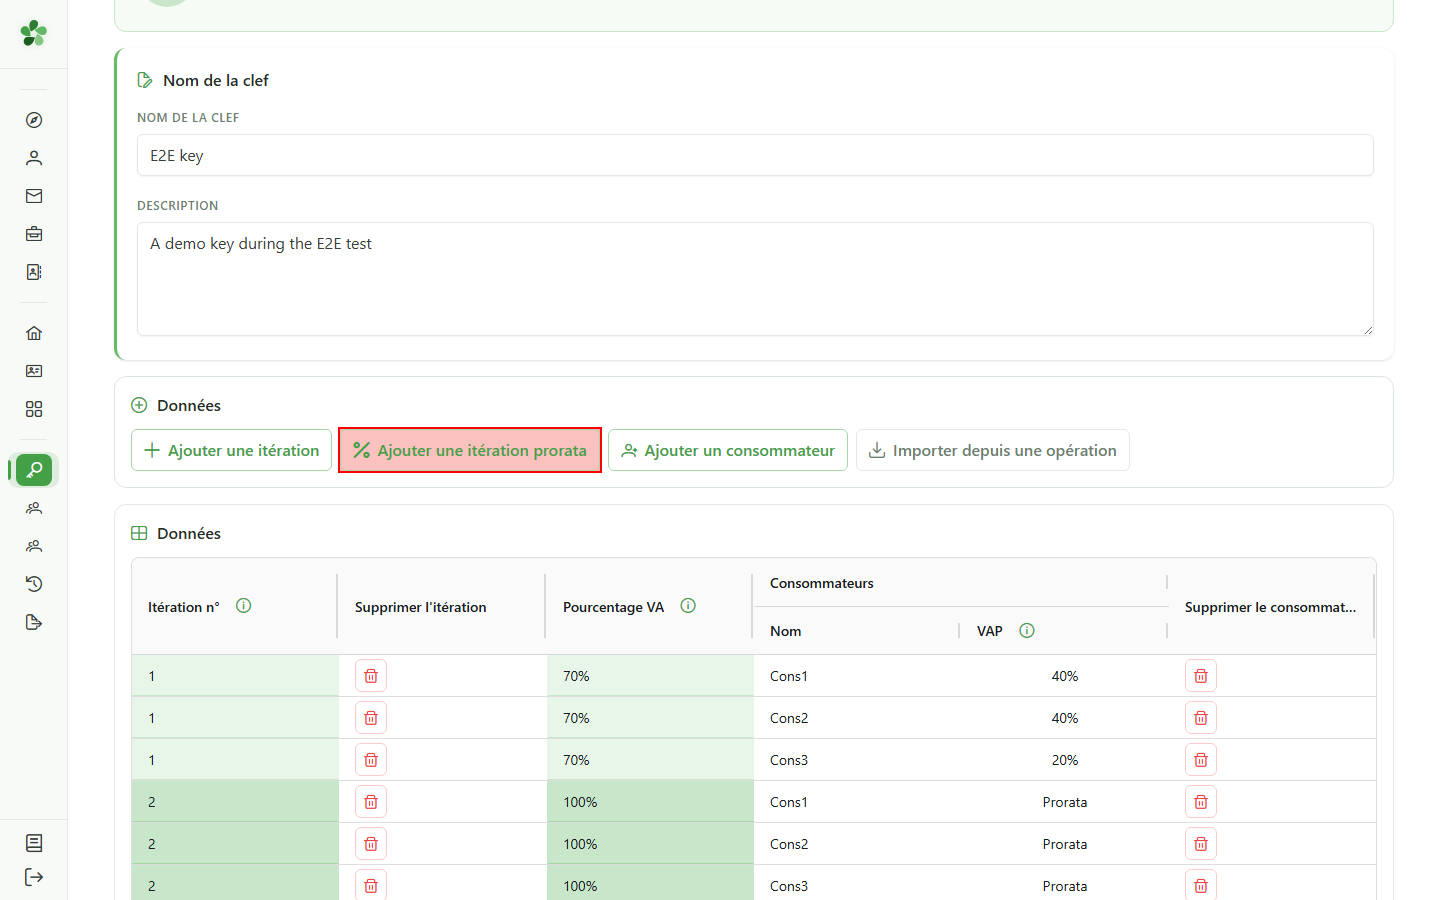 Nom de la clef
NOM DE LA CLEF
E2E key
DESCRIPTION
A demo key during the E2E test
Données
Ajouter une itération
Ajouter une itération prorata
Ajouter un consommateur
Importer depuis une opération
Données
Itération n°
Supprimer l'itération
Pourcentage VA
Consommateurs
Nom
VAP
Supprimer le consommat...
1 70% Cons1 40%
1 70% Cons2 40%
1 70% Cons3 20%
2 100% Cons1 Prorata
2 100% Cons2 Prorata
2 100% Cons3 Prorata